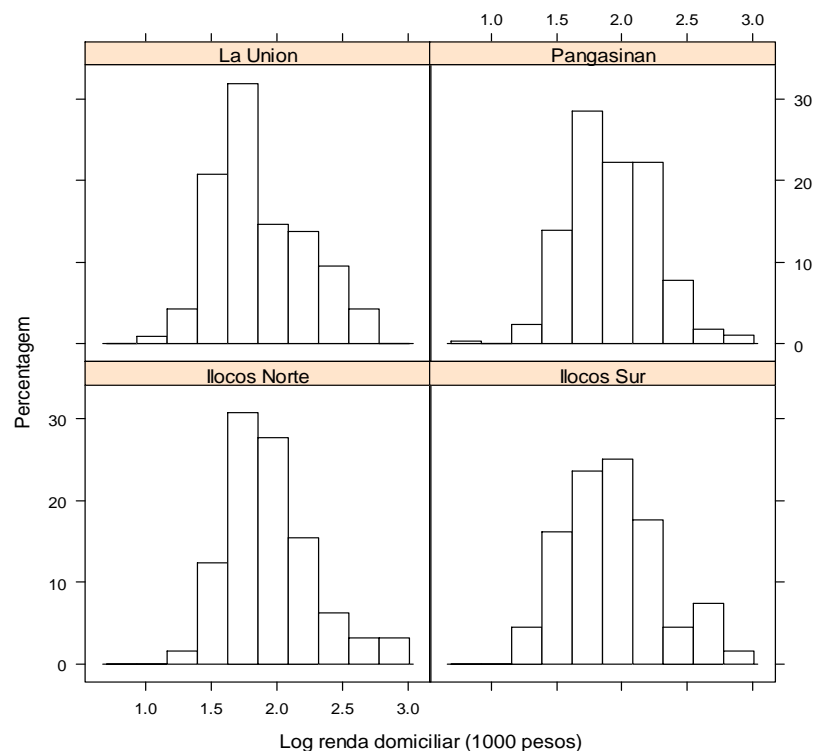 1.0 1.5 2.0 2.5 3.0
La Union Pangasinan
30
20
10
0
Percentagem
Ilocos Norte Ilocos Sur
30
20
10
0
1.0 1.5 2.0 2.5 3.0
Log renda domiciliar (1000 pesos)